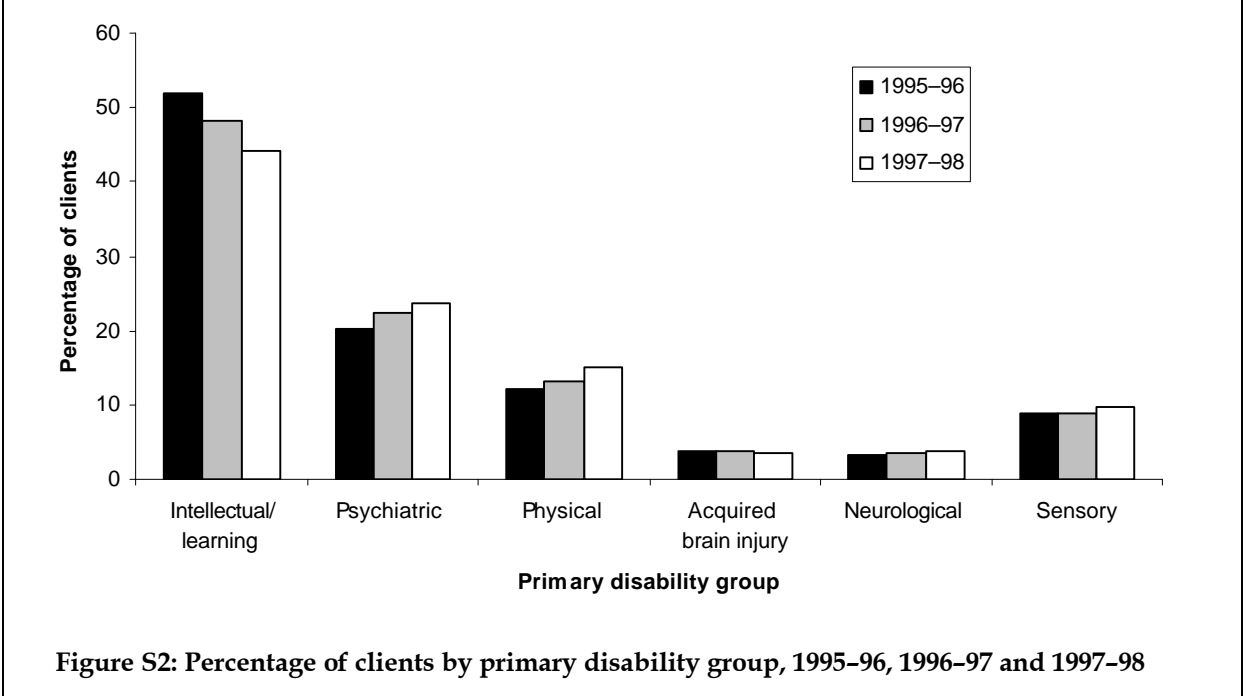 60
50
40
30
20
10
0
Percentage of clients
1995–96
1996–97
1997–98
Intellectual/
learning
Psychiatric
Physical
Acquired
brain injury
Neurological
Sensory
Primary disability group
Figure S2: Percentage of clients by primary disability group, 1995–96, 1996–97 and 1997–98